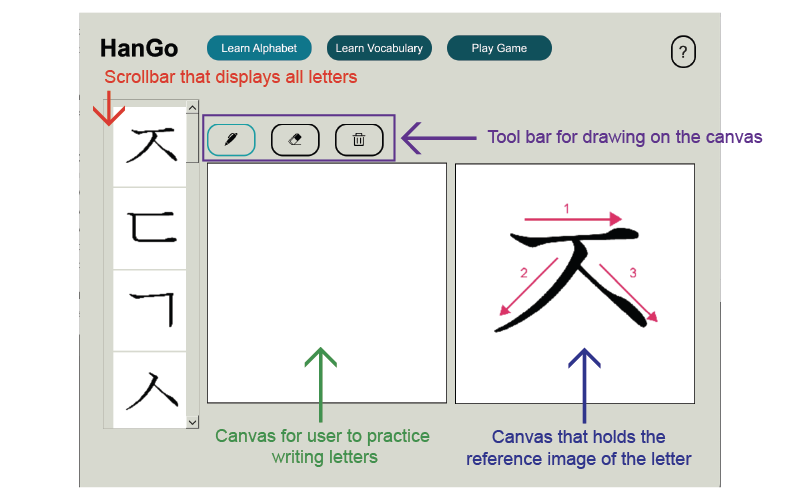 HanGo
Learn Alphabet
Learn Vocabulary
Play Game
?
Scrollbar that displays all letters
Tool bar for drawing on the canvas
ㅈ
ㄷ
ㄱ
ㅅ
1
2
3
ㅈ
Canvas for user to practice
writing letters
Canvas that holds the
reference image of the letter